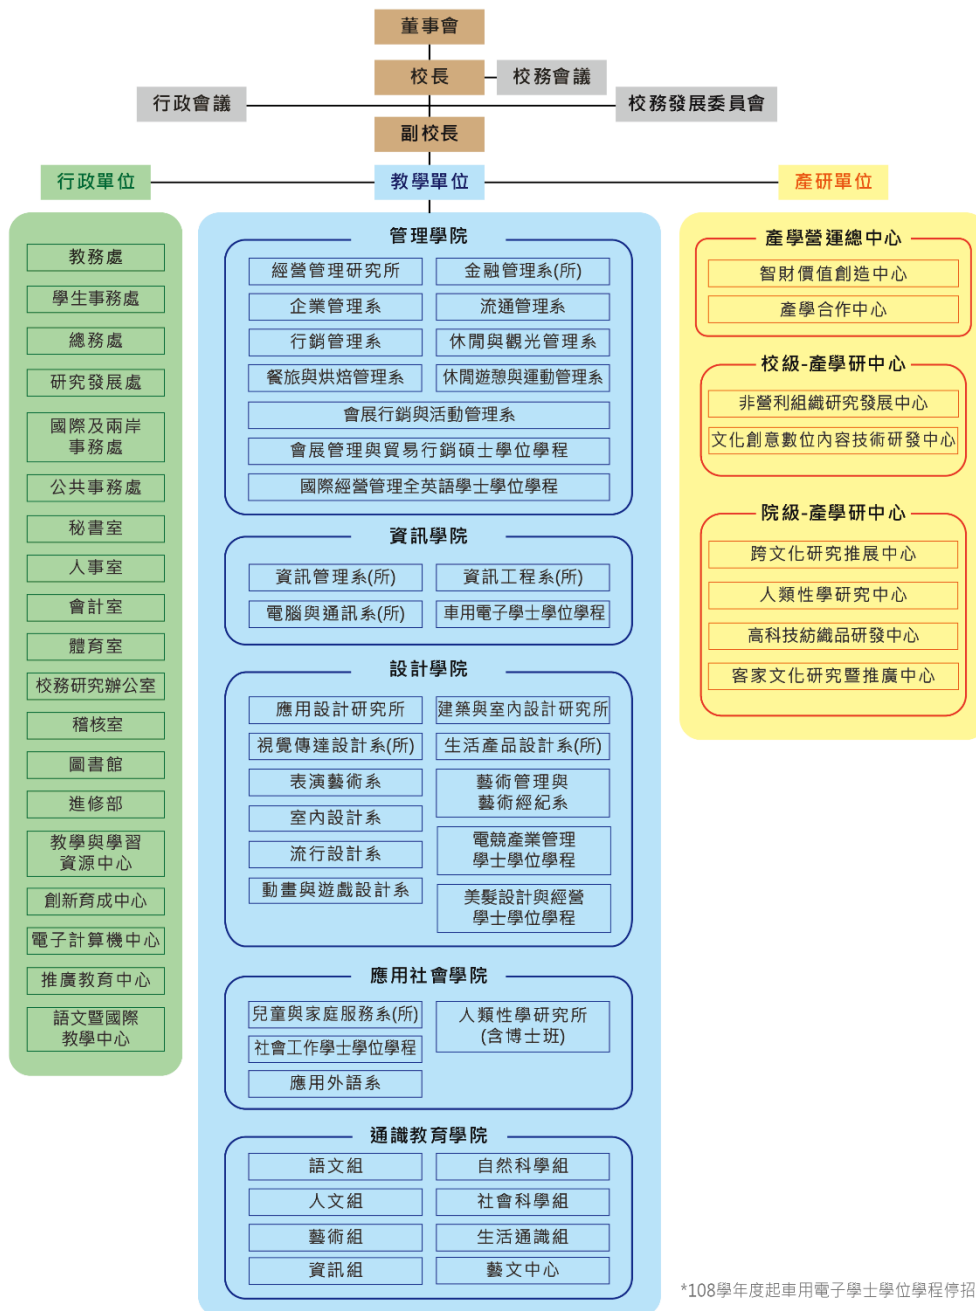 董事會
校長
校務會議
行政會議
校務發展委員會
副校長
行政單位
教學單位
產研單位
教務處
學生事務處
總務處
研究發展處
國際及兩岸
事務處
公共事務處
秘書室
人事室
會計室
體育室
校務研究辦公室
稽核室
圖書館
進修部
教學與學習
資源中心
創新育成中心
電子計算機中心
推廣教育中心
語文暨國際
教學中心
管理學院
經營管理研究所
金融管理系(所)
企業管理系
流通管理系
行銷管理系
休閒與觀光管理系
餐旅與烘焙管理系
休閒遊憩與運動管理系
會展行銷與活動管理系
會展管理與貿易行銷碩士學位學程
國際經營管理全英語學士學位學程
資訊學院
資訊管理系(所)
資訊工程系(所)
電腦與通訊系(所)
車用電子學士學位學程
設計學院
應用設計研究所
建築與室內設計研究所
視覺傳達設計系(所)
生活產品設計系(所)
表演藝術系
藝術管理與
藝術經紀系
室內設計系
電競產業管理
學士學位學程
流行設計系
動畫與遊戲設計系
美髮設計與經營
學士學位學程
應用社會學院
兒童與家庭服務系(所)
人類性學研究所
(含博士班)
社會工作學士學位學程
應用外語系
通識教育學院
語文組
自然科學組
人文組
社會科學組
藝術組
生活通識組
資訊組
藝文中心
產學營運總中心
智財價值創造中心
產學合作中心
校級-產學研中心
非營利組織研究發展中心
文化創意數位內容技術研發中心
院級-產學研中心
跨文化研究推展中心
人類性學研究中心
高科技紡織品研發中心
客家文化研究暨推廣中心
*108學年度起車用電子學士學位學程停招